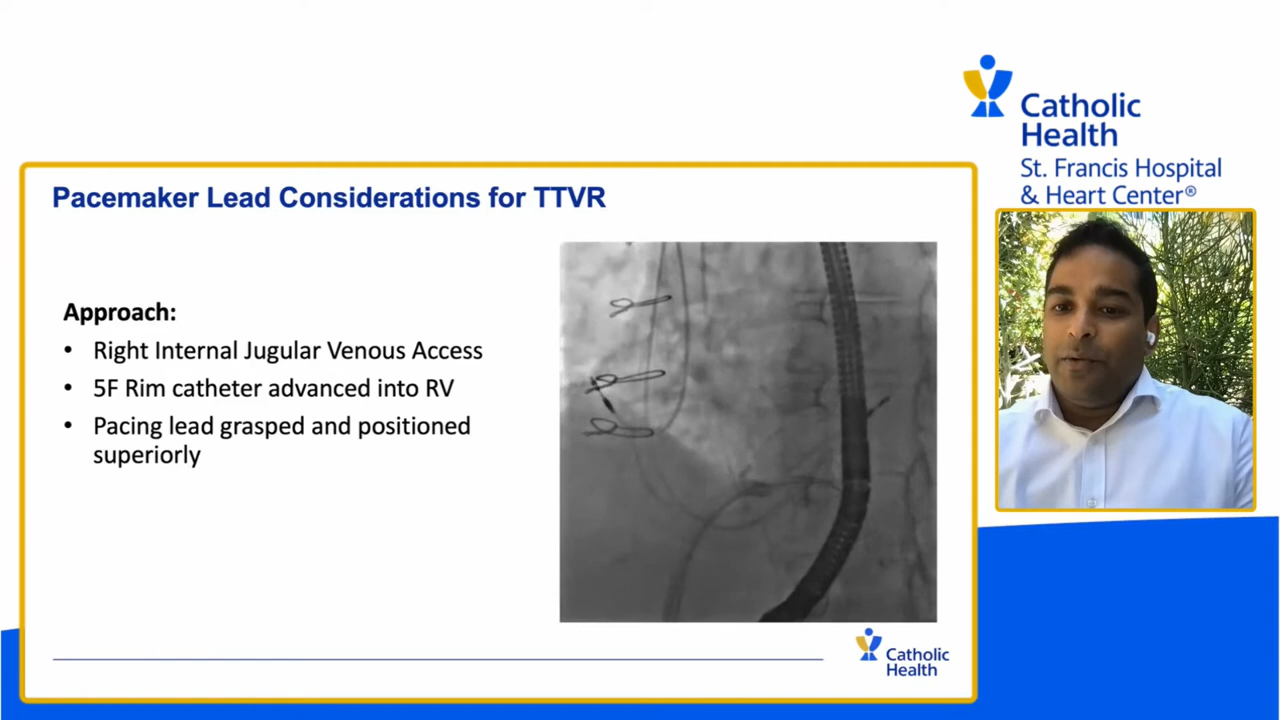 Catholic
Health
St. Francis Hospital
& Heart Center®
Pacemaker Lead Considerations for TTVR
Approach:
• Right Internal Jugular Venous Access
• 5F Rim catheter advanced into RV
• Pacing lead grasped and positioned
superiorly
Catholic
Health